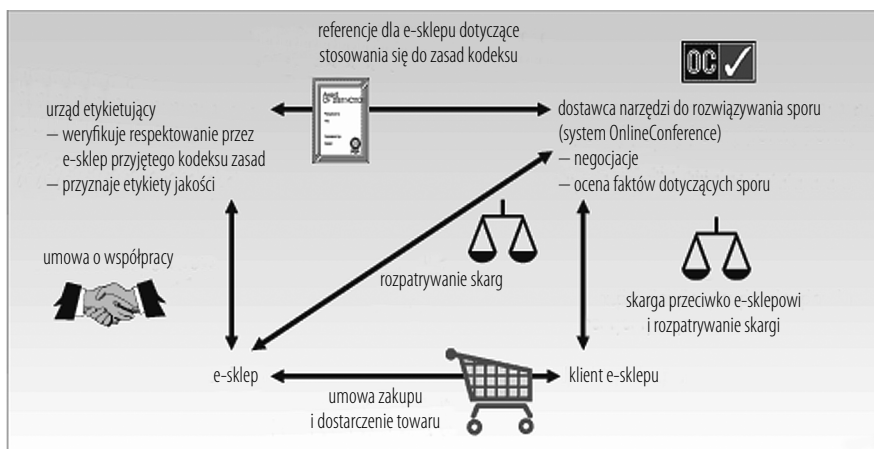 referencje dla e-sklepu dotyczące
stosowania się do zasad kodeksu
OC
urząd etykietujący
– weryfikuje respektowanie przez
e-sklep przyjętego kodeksu zasad
– przyznaje etykiety jakości
dostawca narzędzi do rozwiązywania sporu
(system OnlineConference)
– negocjacje
– ocena faktów dotyczących sporu
umowa o współpracy
rozpatrywanie skarg
skarga przeciwko e-sklepowi
i rozpatrywanie skargi
e-sklep
klient e-sklepu
umowa zakupu
i dostarczenie towaru